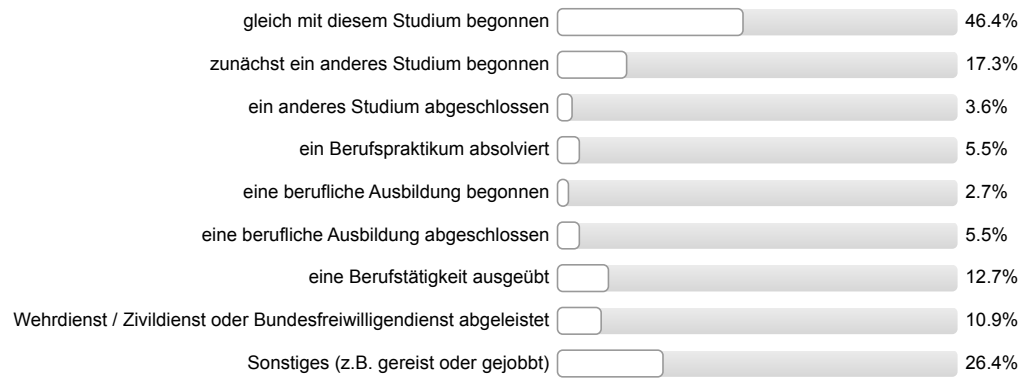 gleich mit diesem Studium begonnen 46.4%
zunächst ein anderes Studium begonnen 17.3%
ein anderes Studium abgeschlossen 3.6%
ein Berufspraktikum absolviert 5.5%
eine berufliche Ausbildung begonnen 2.7%
eine berufliche Ausbildung abgeschlossen 5.5%
eine Berufstätigkeit ausgeübt 12.7%
Wehrdienst / Zivildienst oder Bundesfreiwilligendienst abgeleistet 10.9%
Sonstiges (z.B. gereist oder gejobbt) 26.4%